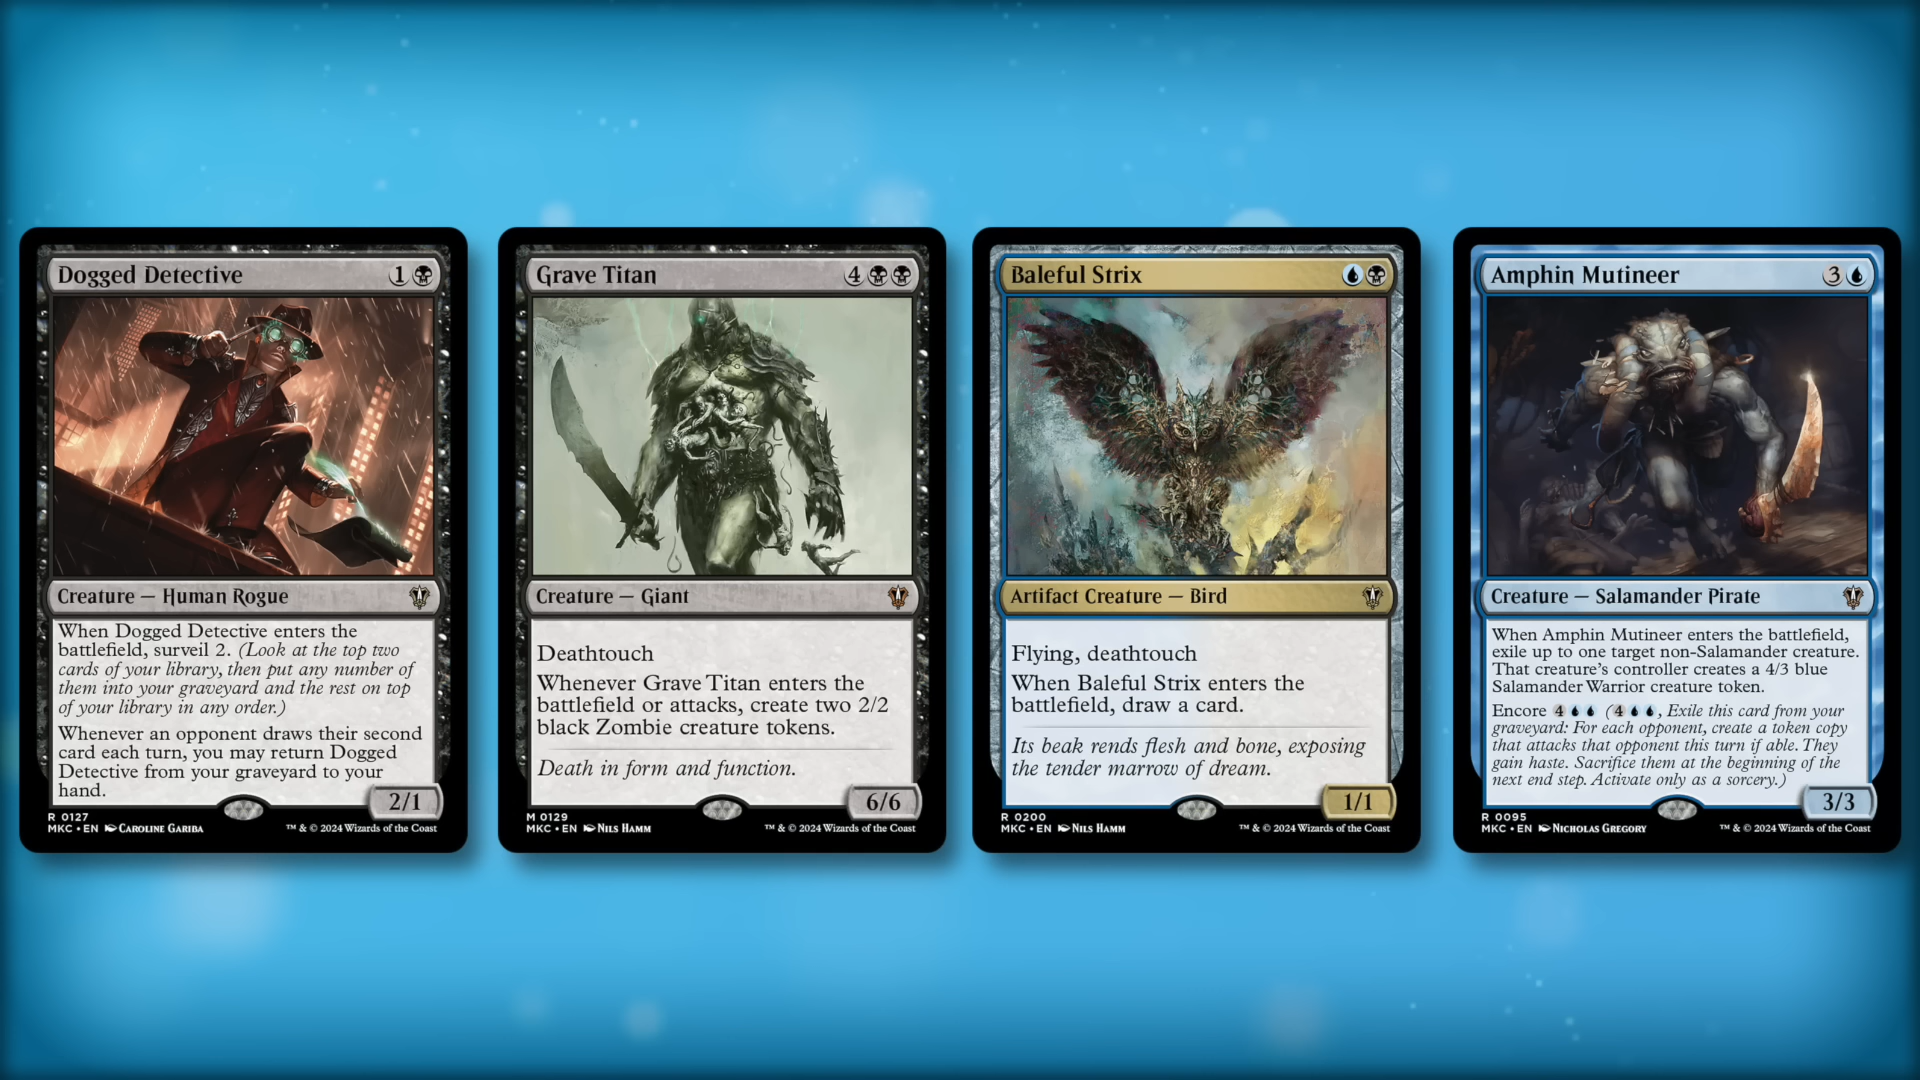 Dogged Detective 1
Creature — Human Rogue
When Dogged Detective enters the
battlefield, surveil 2. (Look at the top two
cards of your library, then put any number of
them into your graveyard and the rest on top
of your library in any order.)
Whenever an opponent draws their second
card each turn, you may return Dogged
Detective from your graveyard to your
hand.
2/1
R 0127
MKC • EN Caroline Gariba
™ & © 2024 Wizards of the Coast
Grave Titan 4
Creature — Giant
Deathtouch
Whenever Grave Titan enters the
battlefield or attacks, create two 2/2
black Zombie creature tokens.
Death in form and function.
6/6
M 0129
MKC • EN Nils Hamm
™ & © 2024 Wizards of the Coast
Baleful Strix
Artifact Creature — Bird
Flying, deathtouch
When Baleful Strix enters the
battlefield, draw a card.
Its beak rends flesh and bone, exposing
the tender marrow of dream.
1/1
R 0200
MKC • EN Nils Hamm
™ & © 2024 Wizards of the Coast
Amphin Mutineer 3
Creature — Salamander Pirate
When Amphin Mutineer enters the battlefield,
exile up to one target non-Salamander creature.
That creature's controller creates a 4/3 blue
Salamander Warrior creature token.
Encore 4 (4, Exile this card from your
graveyard: For each opponent, create a token copy
that attacks that opponent this turn if able. They
gain haste. Sacrifice them at the beginning of the
next end step. Activate only as a sorcery.)
3/3
R 0095
MKC • EN Nicholas Gregory
™ & © 2024 Wizards of the Coast